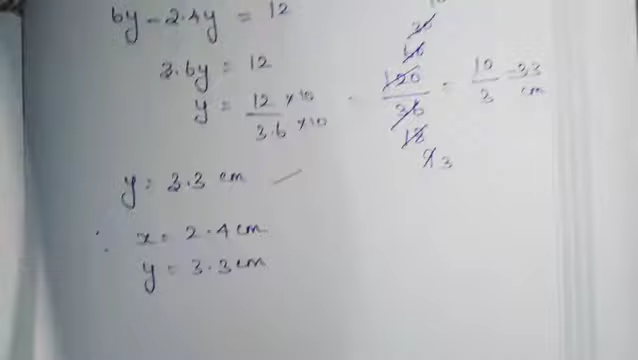 6y - 2.4y = 12
3.6y = 12
y = 12 × 10 / 3.6 × 10 = 120 / 36 = 10 / 3 = 3.3 cm
y = 3.3 cm
∴ x = 2.4 cm
y = 3.3 cm